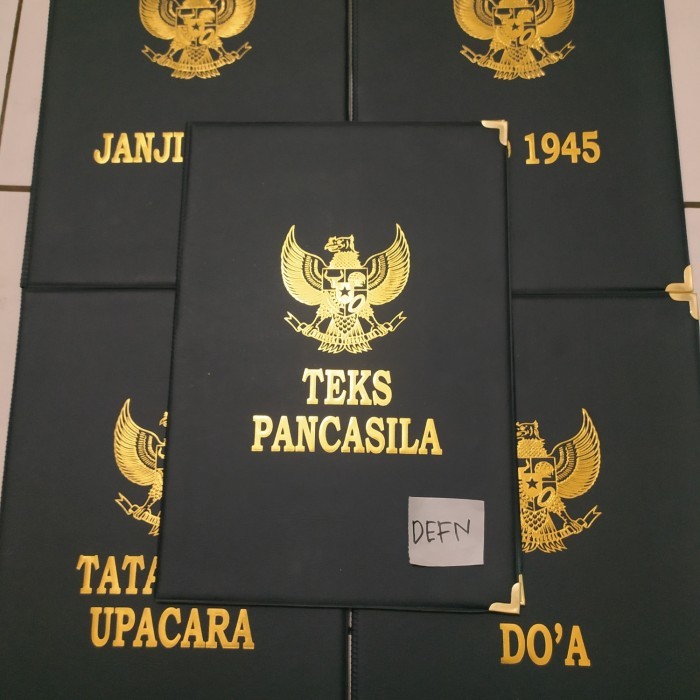 JANJI
1945
TEKS
PANCASILA
DEFN
TATA
UPACARA
DO'A